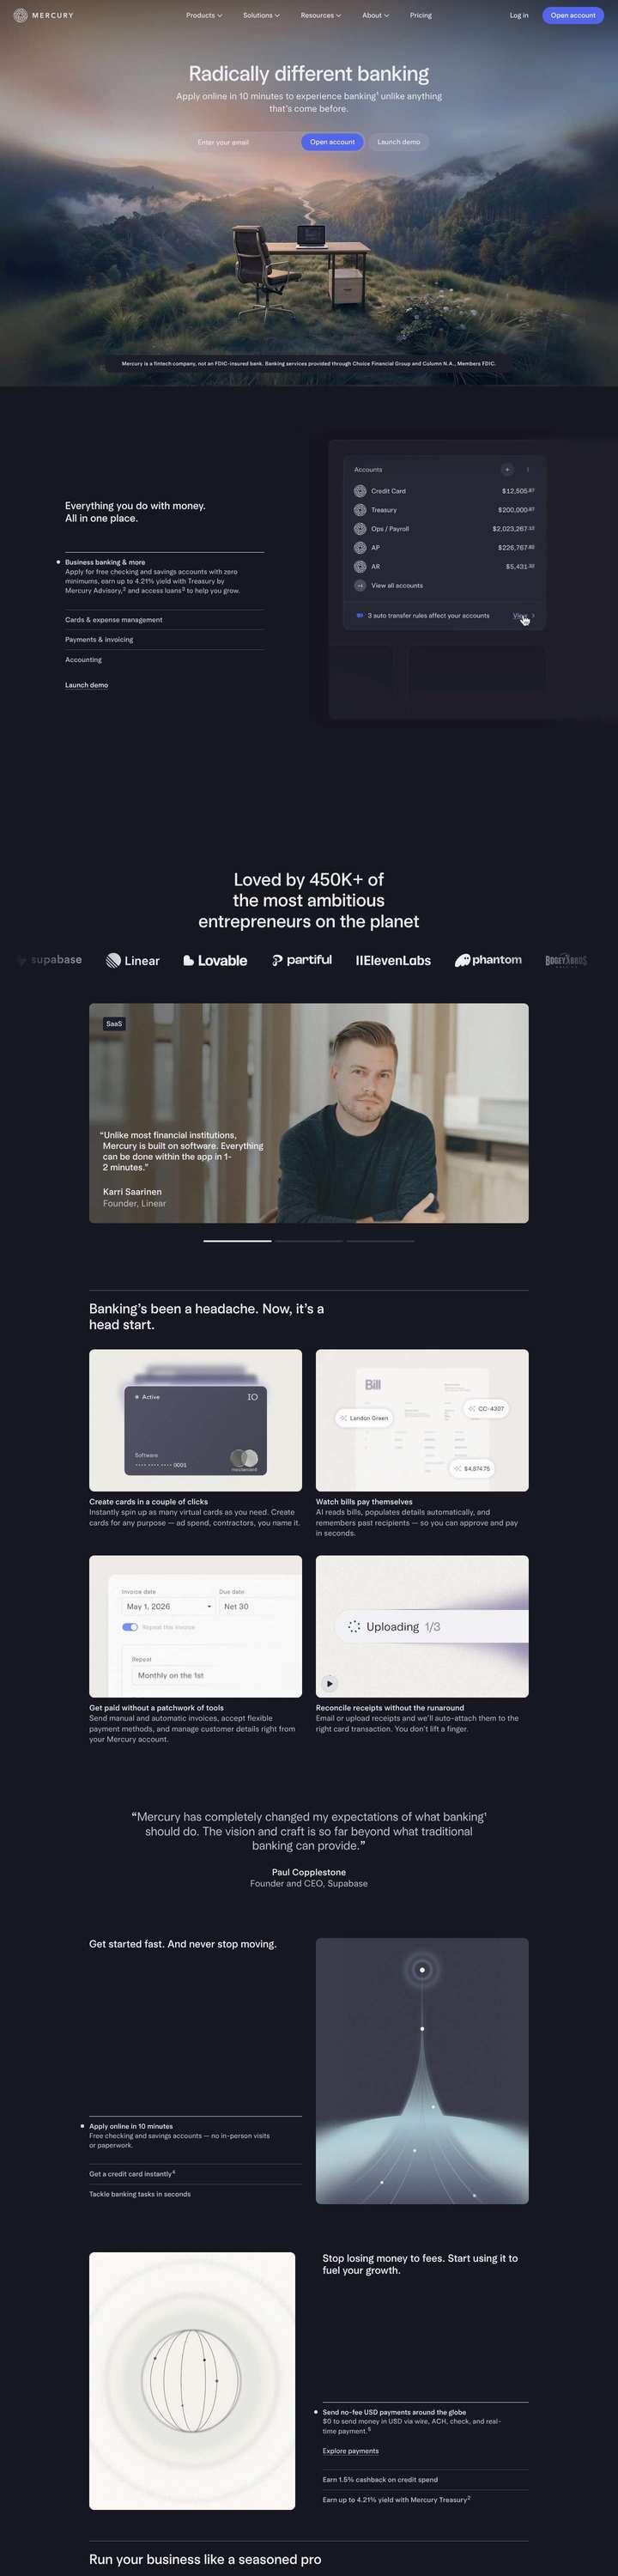 MERCURY
Products
Solutions
Resources
About
Pricing
Log in
Open account
Radically different banking
Apply online in 10 minutes to experience banking¹ unlike anything
that's come before.
Enter your email
Open account
Launch demo
Mercury is a fintech company, not an FDIC-insured bank. Banking services provided through Choice Financial Group and Column N.A., Members FDIC.
Everything you do with money.
All in one place.
Business banking & more
Apply for free checking and savings accounts with zero
minimums, earn up to 4.21% yield with Treasury by
Mercury Advisory,² and access loans³ to help you grow.
Cards & expense management
Payments & invoicing
Accounting
Launch demo
Accounts
Credit Card
$12,505
Treasury
$200,000
Ops / Payroll
$2,023,267
AP
$226,767
AR
$5,431
View all accounts
3 auto transfer rules affect your accounts
View
Loved by 450K+ of
the most ambitious
entrepreneurs on the planet
supabase
Linear
Lovable
partiful
IIElevenLabs
phantom
SaaS
“Unlike most financial institutions,
Mercury is built on software. Everything
can be done within the app in 1-
2 minutes.”
Karri Saarinen
Founder, Linear
Banking’s been a headache. Now, it’s a
head start.
Active
IO
Software
0001
mastercard
Bill
Landon Green
CC-4307
$4,574.75
Create cards in a couple of clicks
Instantly spin up as many virtual cards as you need. Create
cards for any purpose — ad spend, contractors, you name it.
Watch bills pay themselves
AI reads bills, populates details automatically, and
remembers past recipients — so you can approve and pay
in seconds.
Invoice date
Due date
May 1, 2026
Net 30
Repeat this invoice
Repeat
Monthly on the 1st
Uploading 1/3
Get paid without a patchwork of tools
Send manual and automatic invoices, accept flexible
payment methods, and manage customer details right from
your Mercury account.
Reconcile receipts without the runaround
Email or upload receipts and we’ll auto-attach them to the
right card transaction. You don’t lift a finger.
“Mercury has completely changed my expectations of what banking¹
should do. The vision and craft is so far beyond what traditional
banking can provide.”
Paul Copplestone
Founder and CEO, Supabase
Get started fast. And never stop moving.
Apply online in 10 minutes
Free checking and savings accounts — no in-person visits
or paperwork.
Get a credit card instantly⁴
Tackle banking tasks in seconds
Stop losing money to fees. Start using it to
fuel your growth.
Send no-fee USD payments around the globe
$0 to send money in USD via wire, ACH, check, and real-
time payment.⁵
Explore payments
Earn 1.5% cashback on credit spend
Earn up to 4.21% yield with Mercury Treasury²
Run your business like a seasoned pro